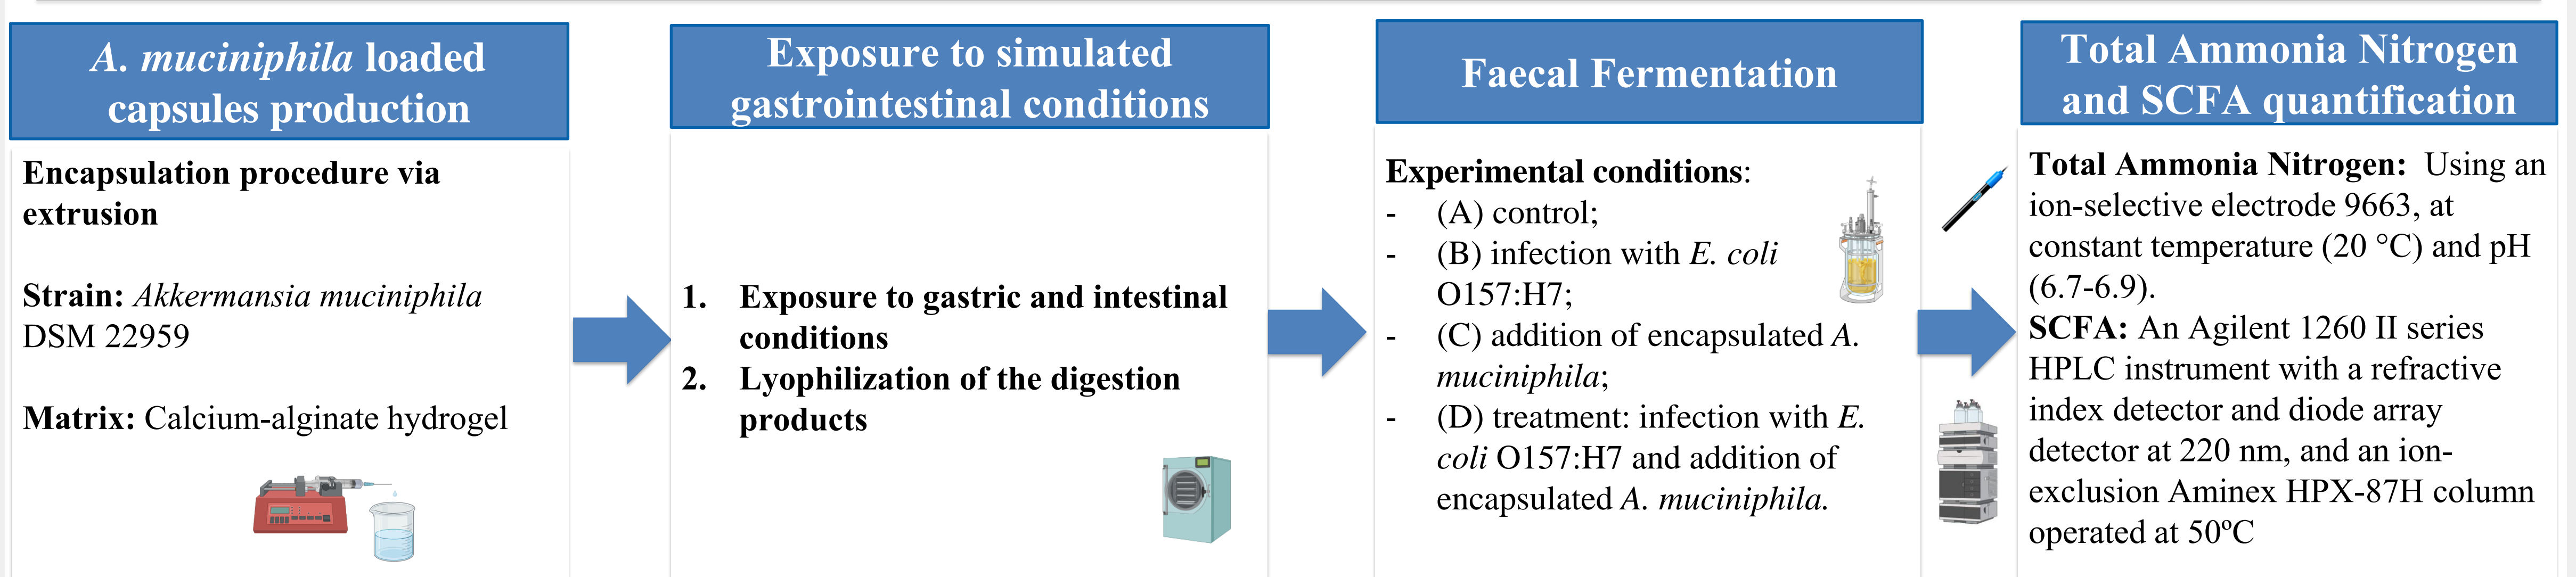 A. muciniphila loaded
capsules production
Encapsulation procedure via
extrusion
Strain: Akkermansia muciniphila
DSM 22959
Matrix: Calcium-alginate hydrogel
Exposure to simulated
gastrointestinal conditions
1. Exposure to gastric and intestinal
conditions
2. Lyophilization of the digestion
products
Faecal Fermentation
Experimental conditions:
- (A) control;
- (B) infection with E. coli
O157:H7;
- (C) addition of encapsulated A.
muciniphila;
- (D) treatment: infection with E.
coli O157:H7 and addition of
encapsulated A. muciniphila.
Total Ammonia Nitrogen
and SCFA quantification
Total Ammonia Nitrogen: Using an
ion-selective electrode 9663, at
constant temperature (20 °C) and pH
(6.7-6.9).
SCFA: An Agilent 1260 II series
HPLC instrument with a refractive
index detector and diode array
detector at 220 nm, and an ion-
exclusion Aminex HPX-87H column
operated at 50ºC